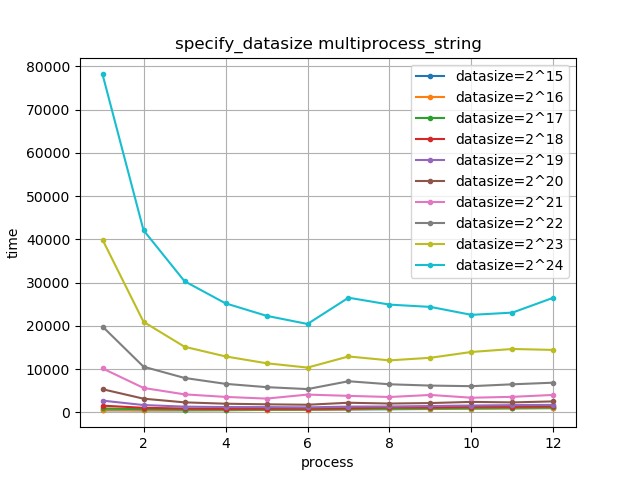 specify_datasize multiprocess_string
80000
70000
60000
50000
40000
30000
20000
10000
0
time
datasize=2^15
datasize=2^16
datasize=2^17
datasize=2^18
datasize=2^19
datasize=2^20
datasize=2^21
datasize=2^22
datasize=2^23
datasize=2^24
2 4 6 8 10 12
process